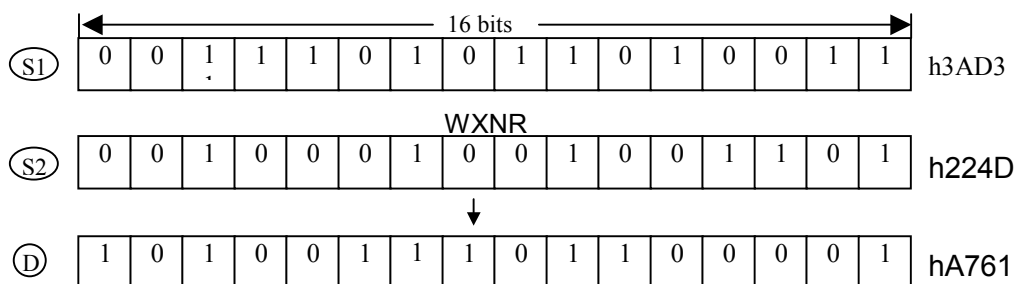 16 bits
S1 0 0 1 1 1 0 1 0 1 1 0 1 0 0 1 1 h3AD3
WXNR
S2 0 0 1 0 0 0 1 0 0 1 0 0 1 1 0 1 h224D
D 1 0 1 0 0 1 1 1 0 1 1 0 0 0 0 1 hA761